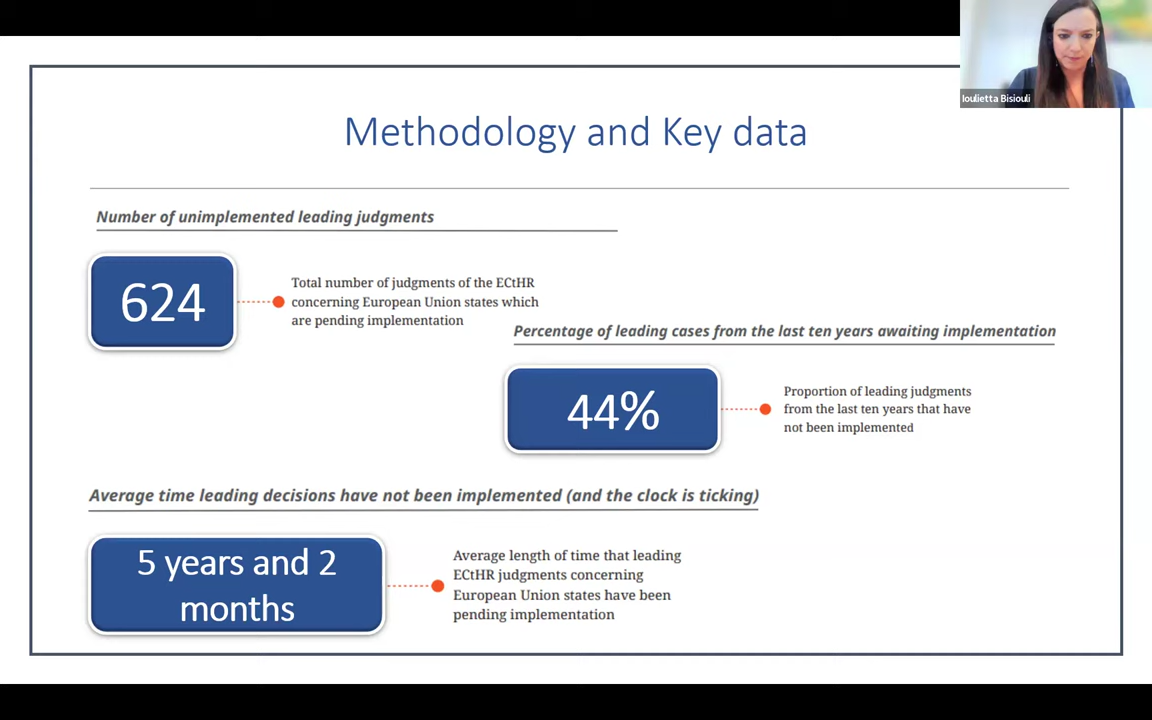 Ioulietta Bisiouli
Methodology and Key data
Number of unimplemented leading judgments
624
Total number of judgments of the ECtHR
concerning European Union states which
are pending implementation
Percentage of leading cases from the last ten years awaiting implementation
44%
Proportion of leading judgments
from the last ten years that have
not been implemented
Average time leading decisions have not been implemented (and the clock is ticking)
5 years and 2
months
Average length of time that leading
ECtHR judgments concerning
European Union states have been
pending implementation